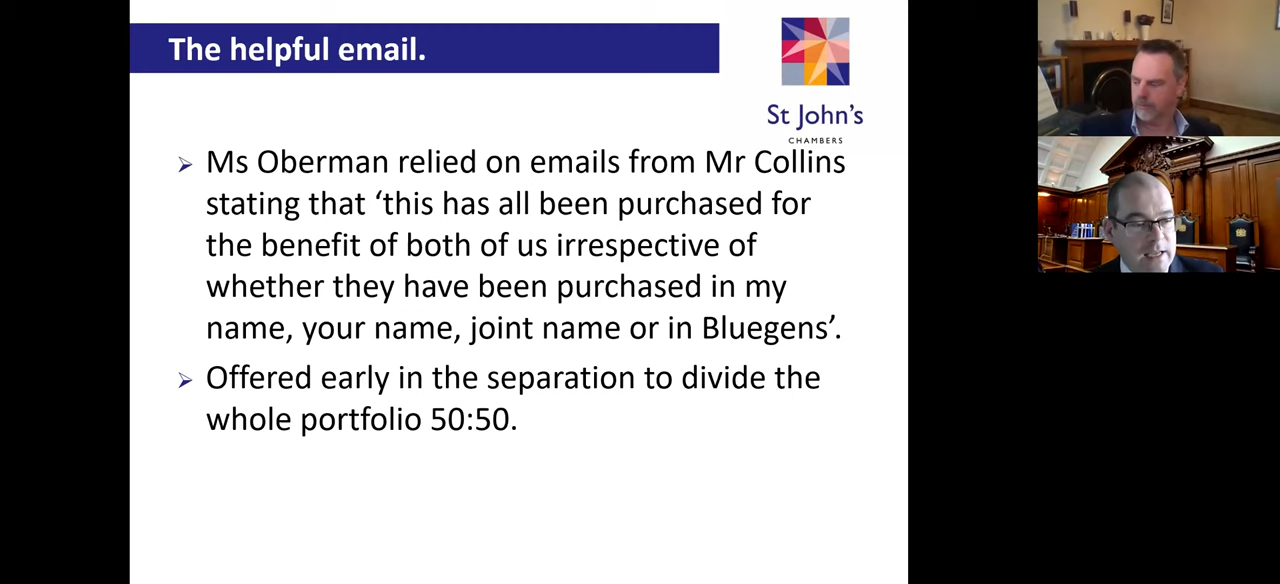 The helpful email.
St John's
CHAMBERS
➢ Ms Oberman relied on emails from Mr Collins
stating that ‘this has all been purchased for
the benefit of both of us irrespective of
whether they have been purchased in my
name, your name, joint name or in Bluegens’.
➢ Offered early in the separation to divide the
whole portfolio 50:50.